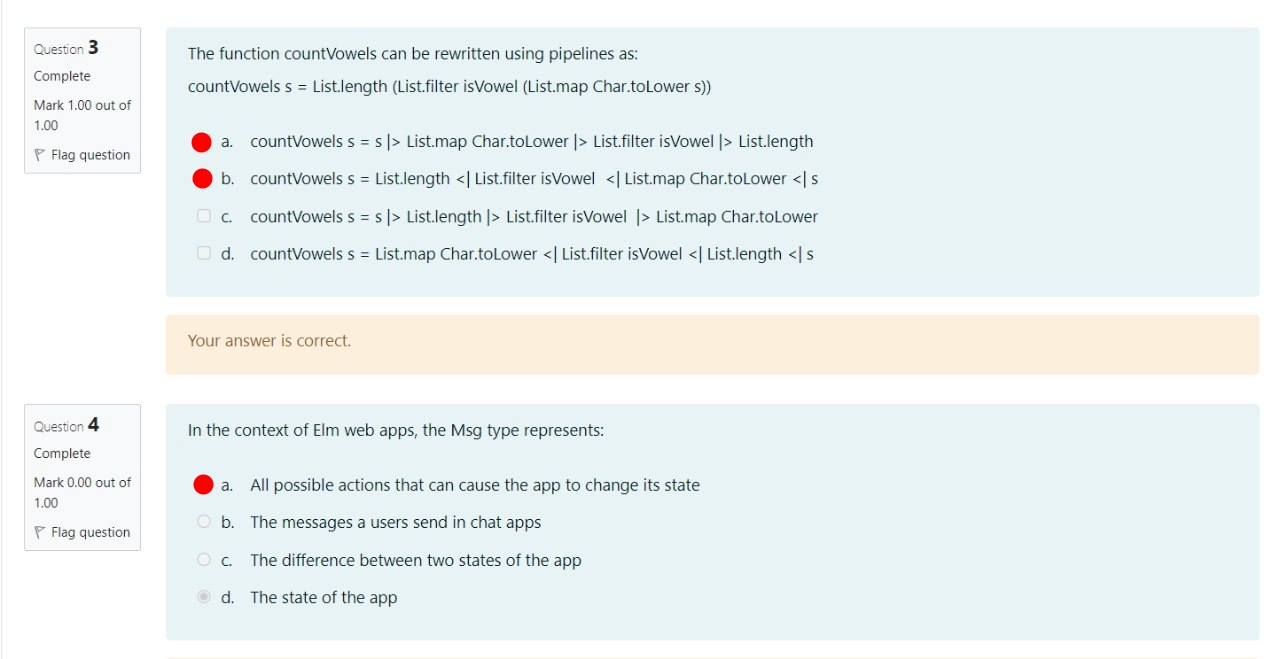 Question 3
Complete
Mark 1.00 out of
1.00
Flag question
The function countVowels can be rewritten using pipelines as:
countVowels s = List.length (List.filter isVowel (List.map Char.toLower s))
a. countVowels s = s |> List.map Char.toLower |> List.filter isVowel |> List.length
b. countVowels s = List.length <| List.filter isVowel <| List.map Char.toLower <| s
c. countVowels s = s |> List.length |> List.filter isVowel |> List.map Char.toLower
d. countVowels s = List.map Char.toLower <| List.filter isVowel <| List.length <| s
Your answer is correct.
Question 4
Complete
Mark 0.00 out of
1.00
Flag question
In the context of Elm web apps, the Msg type represents:
a. All possible actions that can cause the app to change its state
b. The messages a users send in chat apps
c. The difference between two states of the app
d. The state of the app